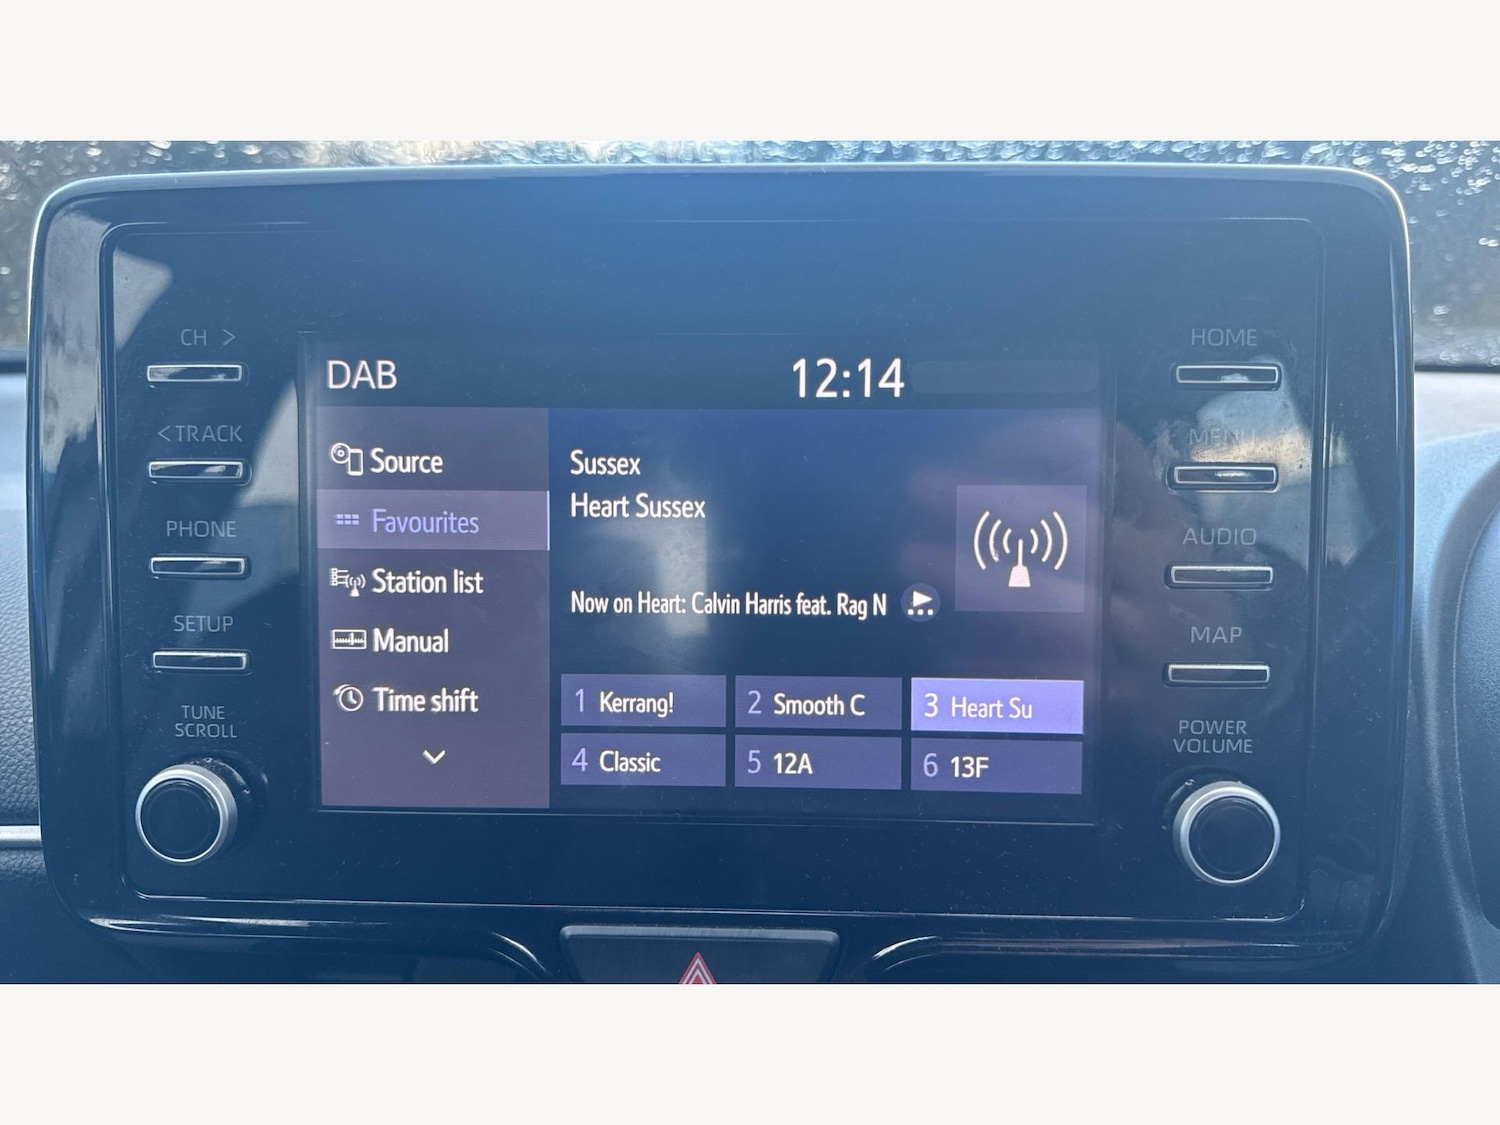 CH >
< TRACK
PHONE
SETUP
TUNE
SCROLL
DAB
12:14
Source
Favourites
Station list
Manual
Time shift
Sussex
Heart Sussex
Now on Heart: Calvin Harris feat. Rag N
1 Kerrang!
2 Smooth C
3 Heart Su
4 Classic
5 12A
6 13F
HOME
MENU
AUDIO
MAP
POWER
VOLUME